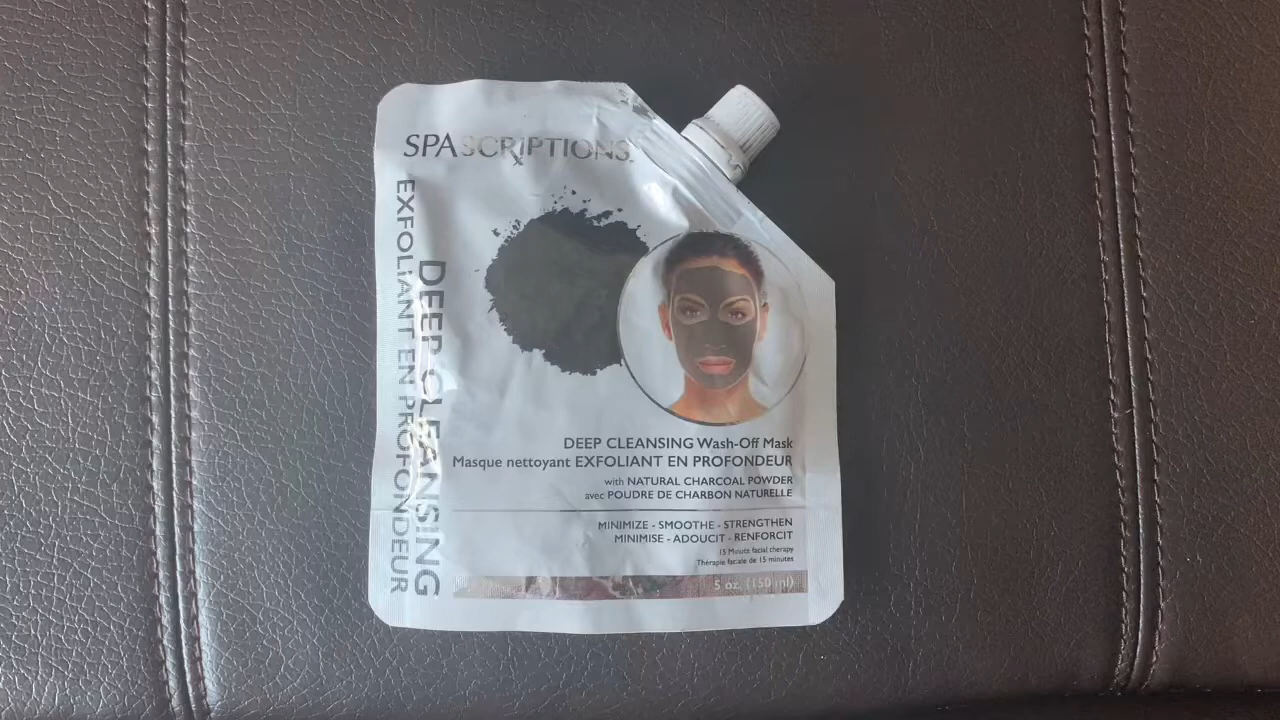 SPASCRIPTIONS
DEEP CLEANSING
EXFOLIANT EN PROFONDEUR
DEEP CLEANSING Wash-Off Mask
Masque nettoyant EXFOLIANT EN PROFONDEUR
with NATURAL CHARCOAL POWDER
avec POUDRE DE CHARBON NATURELLE
MINIMIZE - SMOOTHE - STRENGTHEN
MINIMISE - ADOUCIT - RENFORCIT
15 Minute facial therapy
Thérapie faciale de 15 minutes
5 oz. (150 ml)